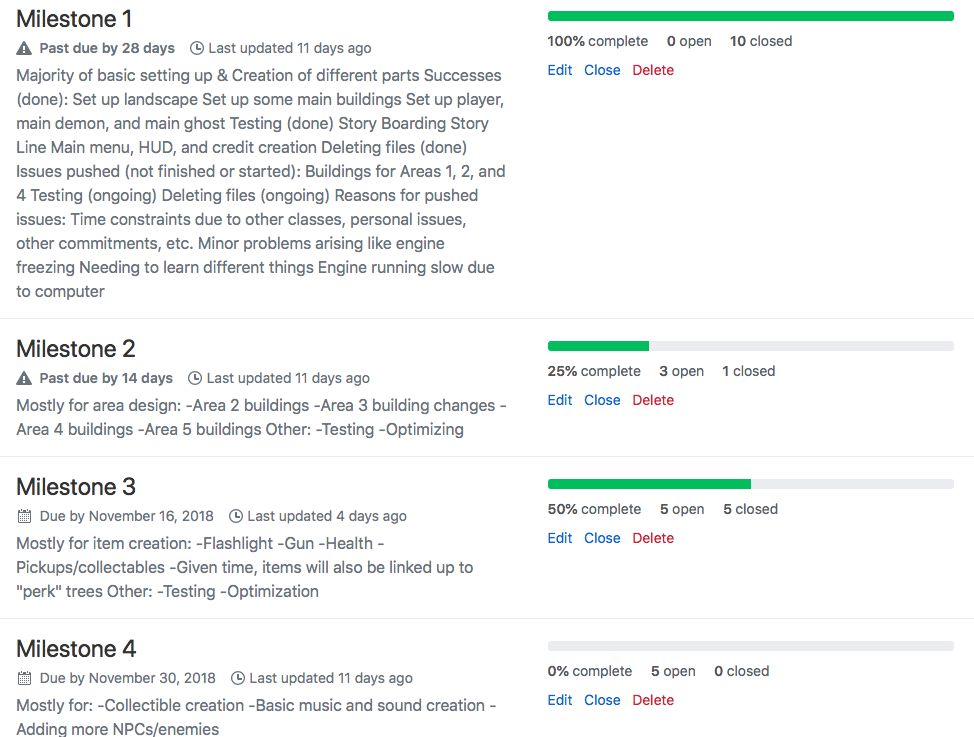 Milestone 1
Past due by 28 days Last updated 11 days ago
Majority of basic setting up & Creation of different parts Successes
(done): Set up landscape Set up some main buildings Set up player,
main demon, and main ghost Testing (done) Story Boarding Story
Line Main menu, HUD, and credit creation Deleting files (done)
Issues pushed (not finished or started): Buildings for Areas 1, 2, and
4 Testing (ongoing) Deleting files (ongoing) Reasons for pushed
issues: Time constraints due to other classes, personal issues,
other commitments, etc. Minor problems arising like engine
freezing Needing to learn different things Engine running slow due
to computer
100% complete 0 open 10 closed
Edit Close Delete
Milestone 2
Past due by 14 days Last updated 11 days ago
Mostly for area design: -Area 2 buildings -Area 3 building changes -
Area 4 buildings -Area 5 buildings Other: -Testing -Optimizing
25% complete 3 open 1 closed
Edit Close Delete
Milestone 3
Due by November 16, 2018 Last updated 4 days ago
Mostly for item creation: -Flashlight -Gun -Health -
Pickups/collectables -Given time, items will also be linked up to
"perk" trees Other: -Testing -Optimization
50% complete 5 open 5 closed
Edit Close Delete
Milestone 4
Due by November 30, 2018 Last updated 11 days ago
Mostly for: -Collectible creation -Basic music and sound creation -
Adding more NPCs/enemies
0% complete 5 open 0 closed
Edit Close Delete